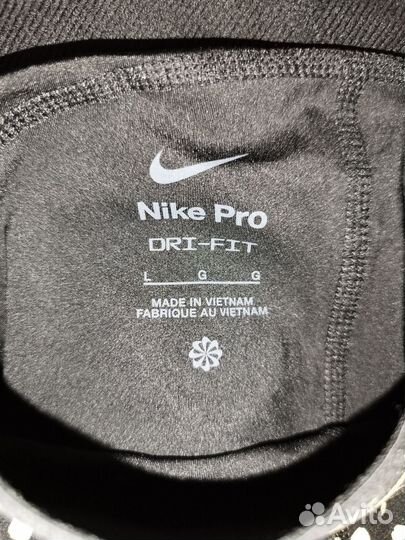 Nike Pro
DRI-FIT
L G G
MADE IN VIETNAM
FABRIQUE AU VIETNAM
Avito